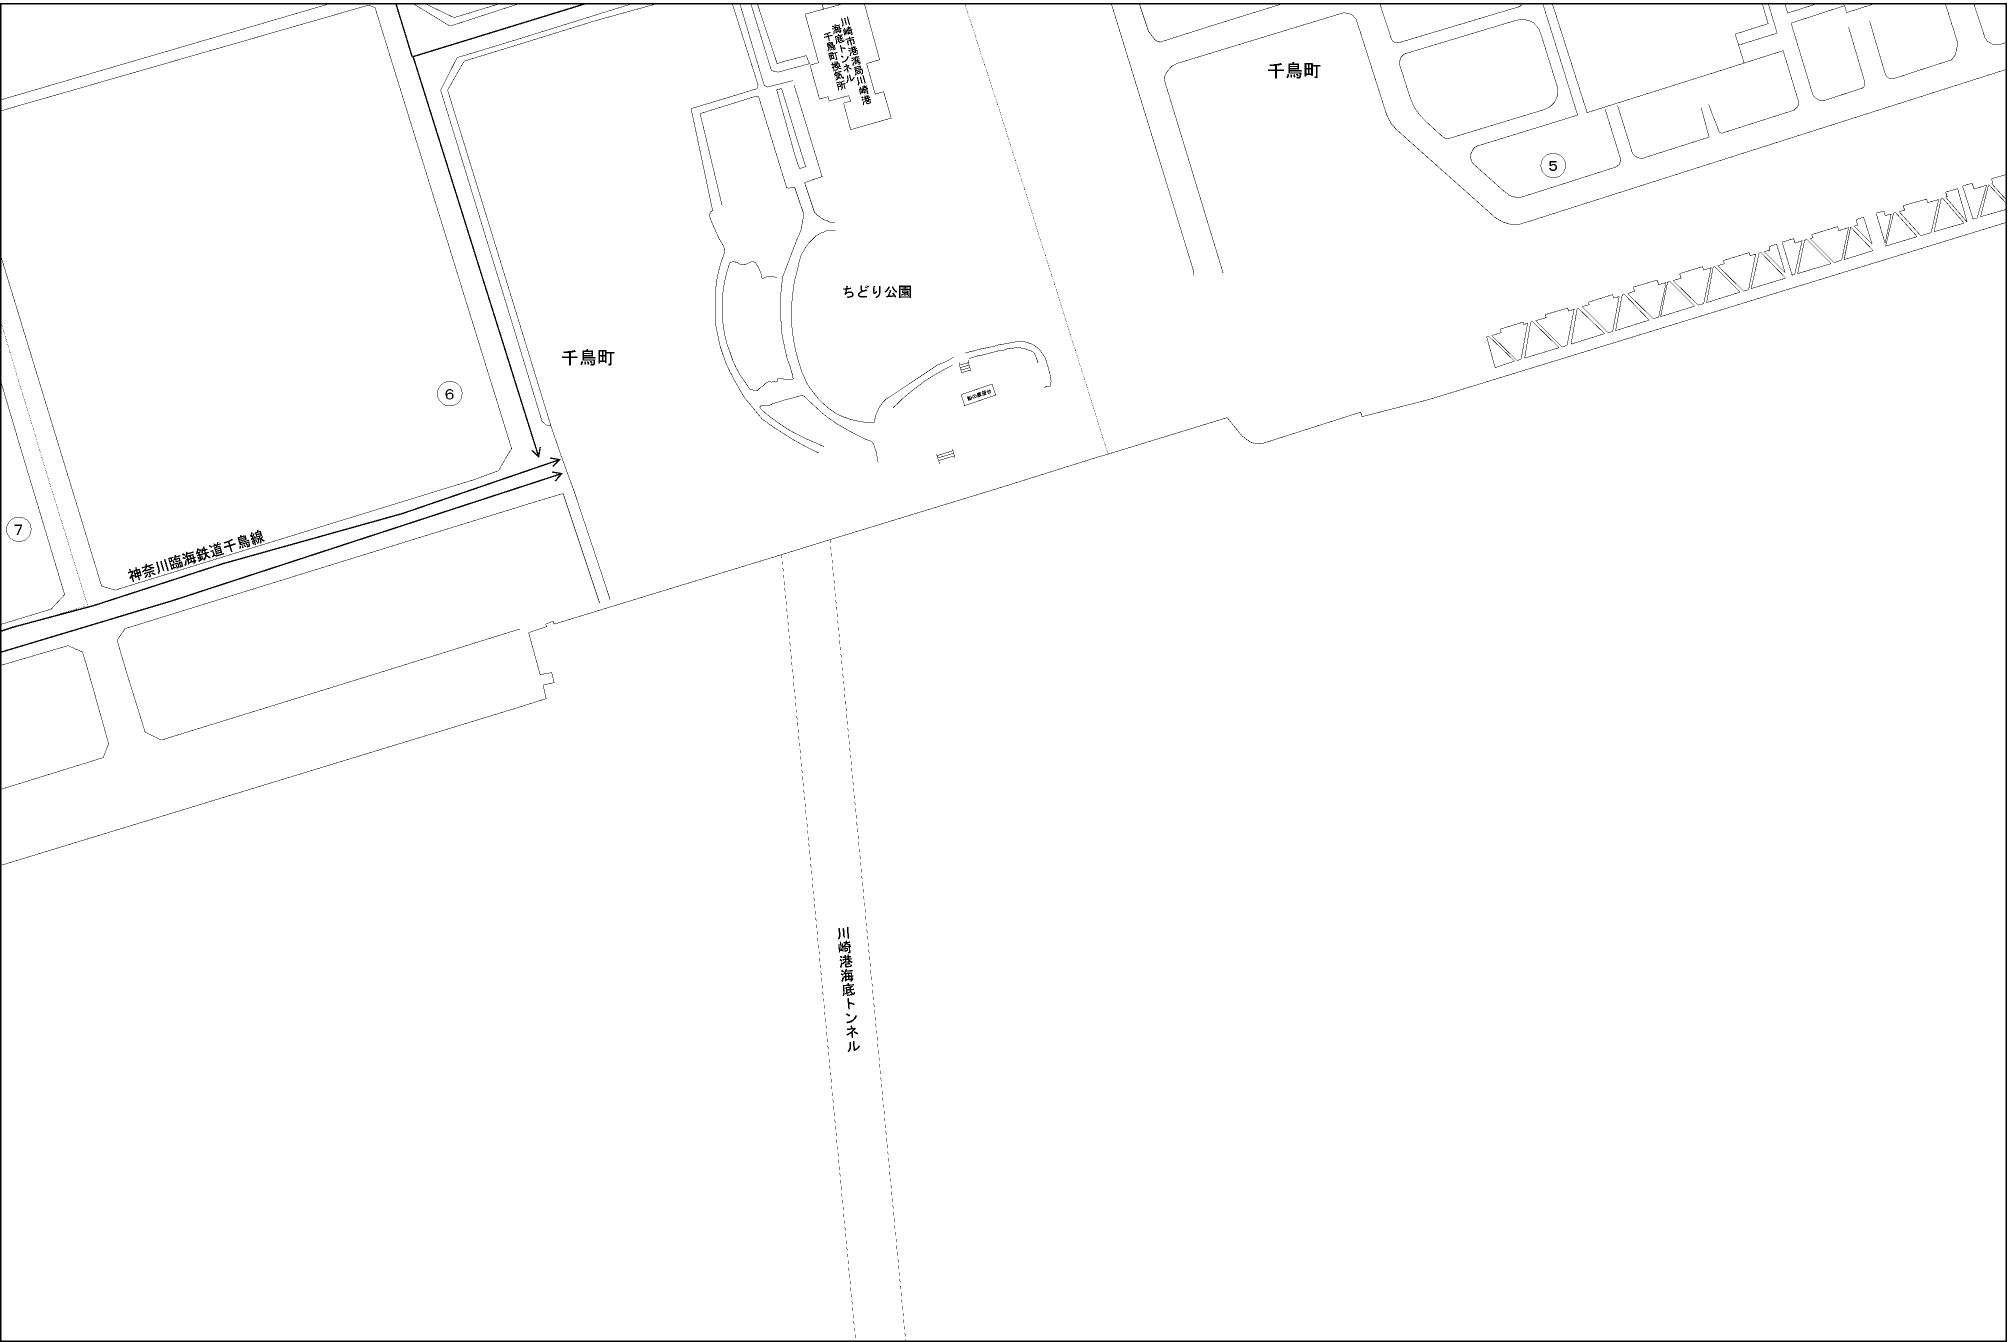 川崎市港湾局川崎港
海底トンネル
千鳥町換気所
千鳥町
⑤
ちどり公園
千鳥町
⑥
⑦
神奈川臨海鉄道千鳥線
川崎港海底トンネル